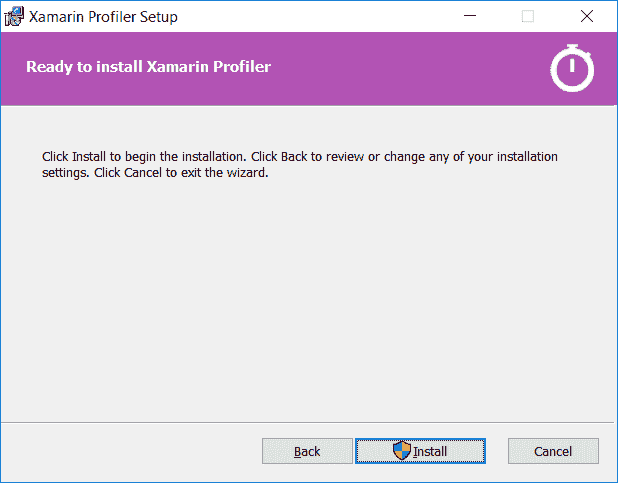 Xamarin Profiler Setup
Ready to install Xamarin Profiler
Click Install to begin the installation. Click Back to review or change any of your installation
settings. Click Cancel to exit the wizard.
Back Install Cancel